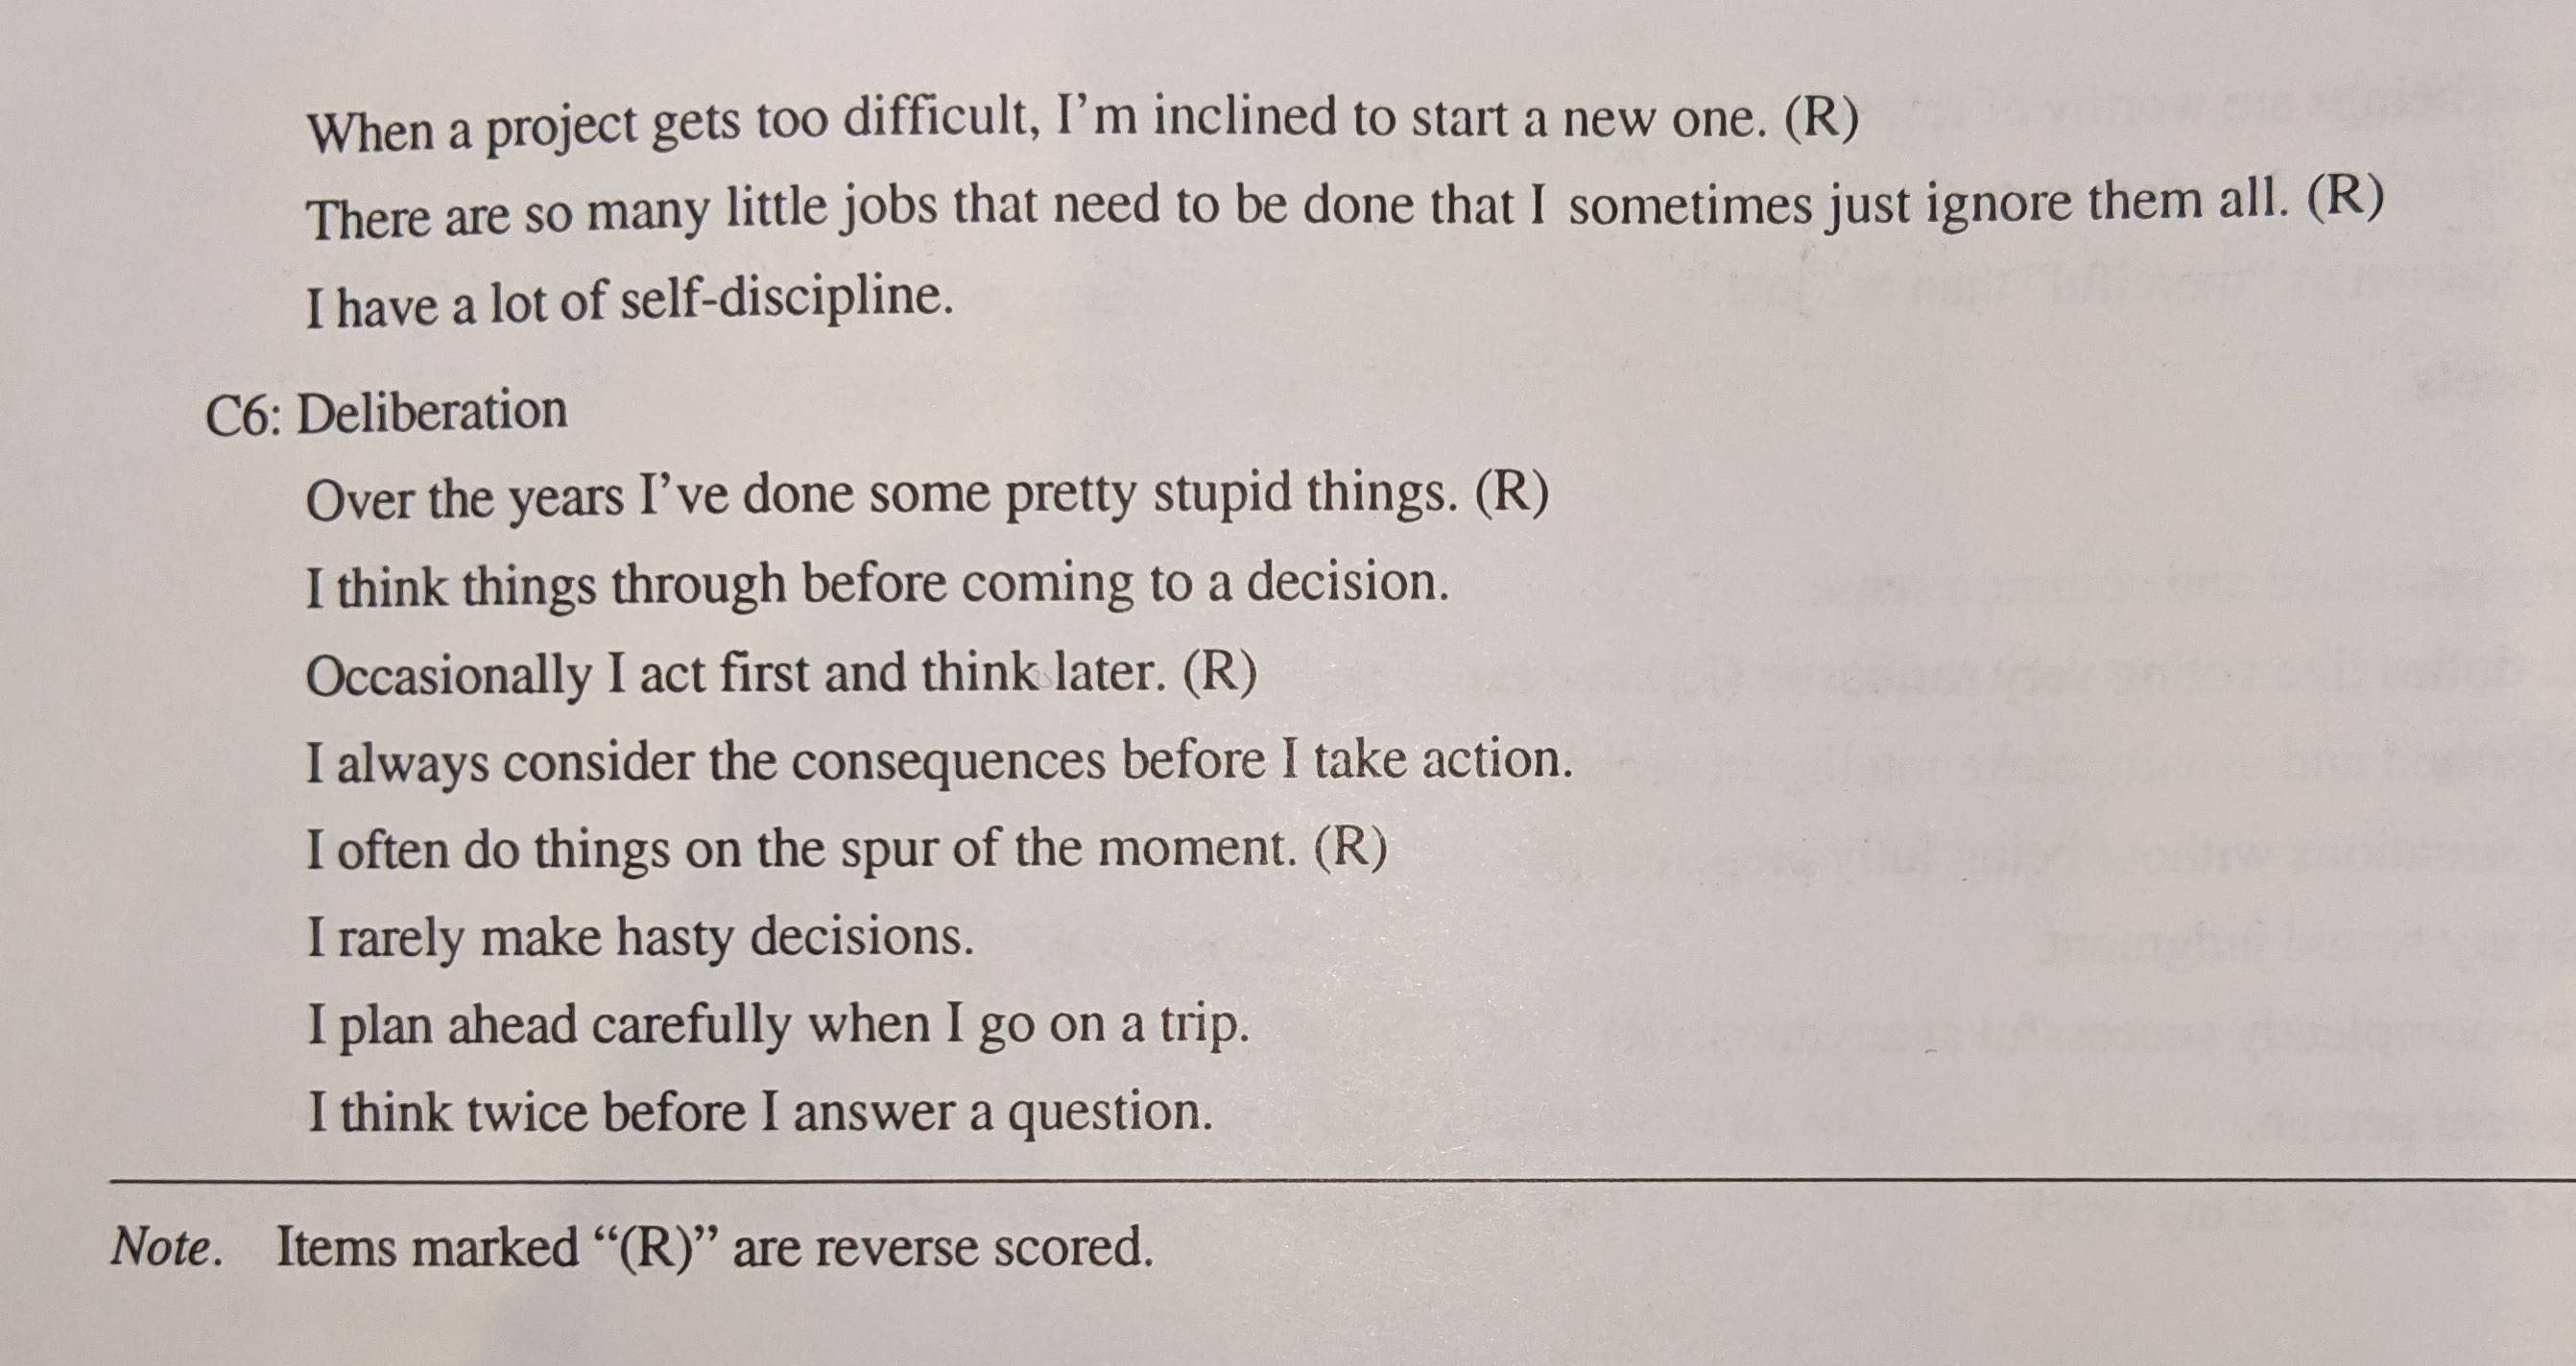 When a project gets too difficult, I’m inclined to start a new one. (R)
There are so many little jobs that need to be done that I sometimes just ignore them all. (R)
I have a lot of self-discipline.
C6: Deliberation
Over the years I’ve done some pretty stupid things. (R)
I think things through before coming to a decision.
Occasionally I act first and think later. (R)
I always consider the consequences before I take action.
I often do things on the spur of the moment. (R)
I rarely make hasty decisions.
I plan ahead carefully when I go on a trip.
I think twice before I answer a question.
Note. Items marked “(R)” are reverse scored.